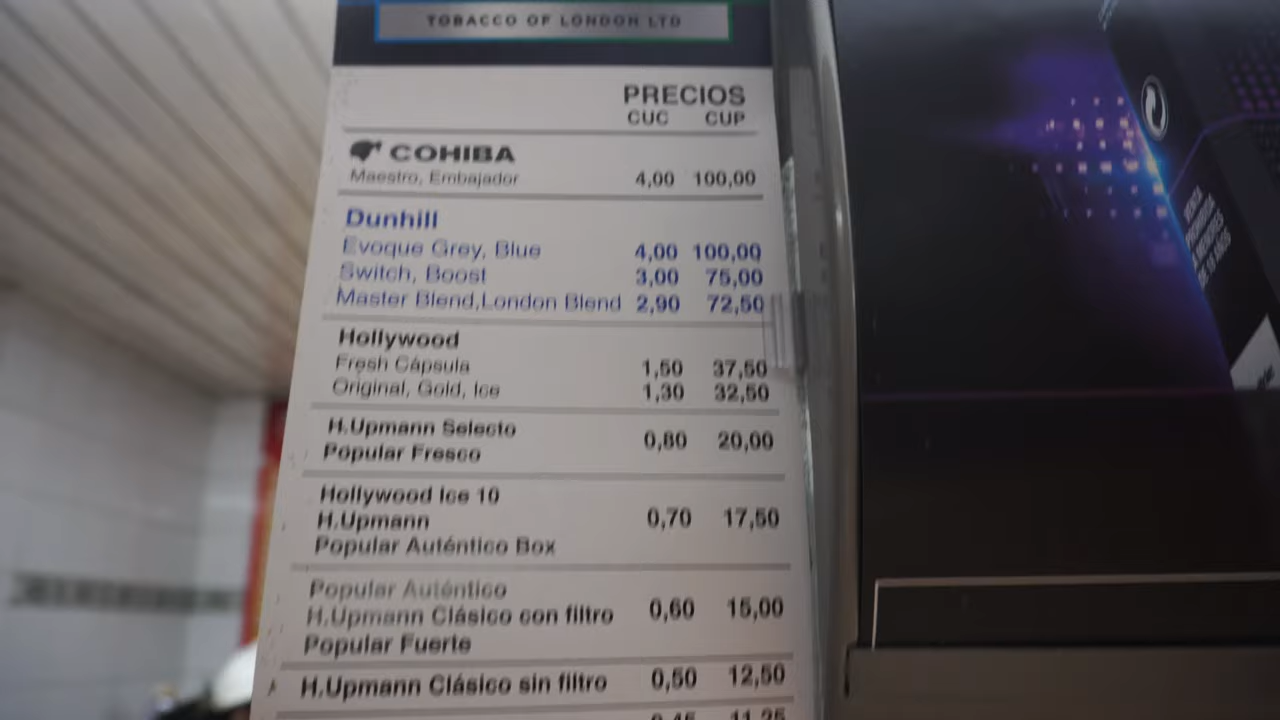 TOBACCO OF LONDON LTD
PRECIOS
CUC CUP
COHIBA
Maestro, Embajador 4,00 100,00
Dunhill
Evoque Grey, Blue 4,00 100,00
Switch, Boost 3,00 75,00
Master Blend,London Blend 2,90 72,50
Hollywood
Fresh Cápsula 1,50 37,50
Original, Gold, Ice 1,30 32,50
H.Upmann Selecto
Popular Fresco
0,80 20,00
Hollywood Ice 10
H.Upmann 0,70 17,50
Popular Auténtico Box
Popular Auténtico
H.Upmann Clásico con filtro 0,60 15,00
Popular Fuerte
H.Upmann Clásico sin filtro 0,50 12,50
0,45 11,25